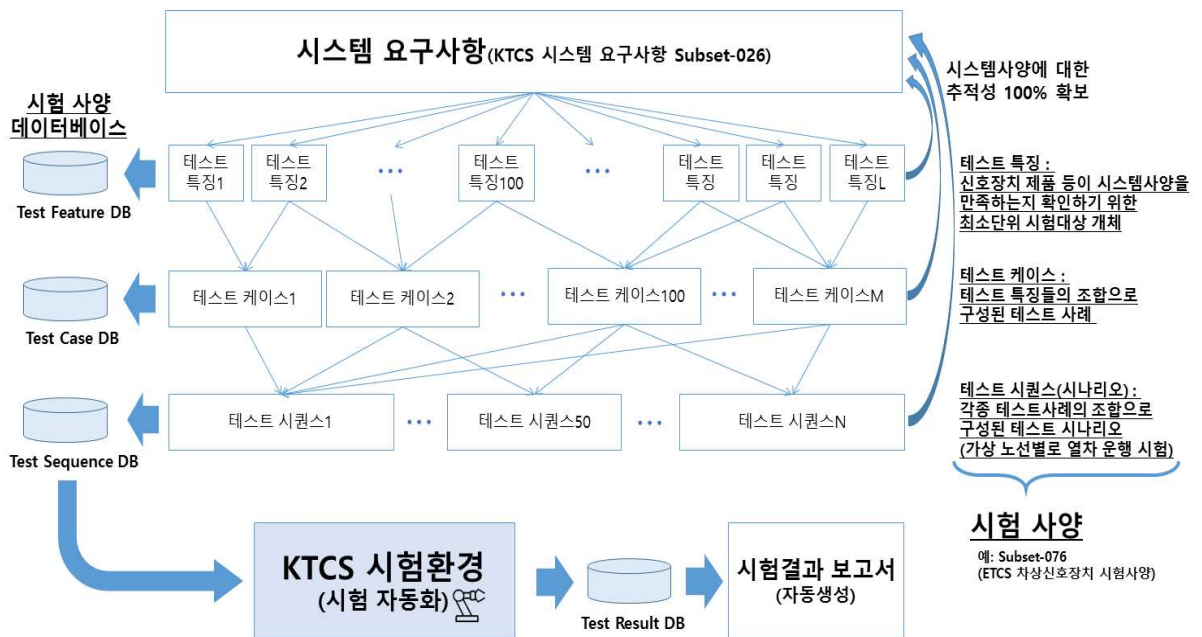 시스템 요구사항(KTCS 시스템 요구사항 Subset-026)
시스템사양에 대한
추적성 100% 확보
시험 사양
데이터베이스
테스트
특징1
테스트
특징2
...
테스트
특징100
...
테스트
특징
테스트
특징
테스트
특징L
Test Feature DB
테스트 특징 :
신호장치 제품 등이 시스템사양을
만족하는지 확인하기 위한
최소단위 시험대상 개체
테스트 케이스1
테스트 케이스2
...
테스트 케이스100
...
테스트 케이스M
Test Case DB
테스트 케이스 :
테스트 특징들의 조합으로
구성된 테스트 사례
테스트 시퀀스1
...
테스트 시퀀스50
...
테스트 시퀀스N
Test Sequence DB
테스트 시퀀스(시나리오) :
각종 테스트사례의 조합으로
구성된 테스트 시나리오
(가상 노선별로 열차 운행 시험)
시험 사양
예: Subset-076
(ETCS 차상신호장치 시험사양)
KTCS 시험환경
(시험 자동화)
Test Result DB
시험결과 보고서
(자동생성)